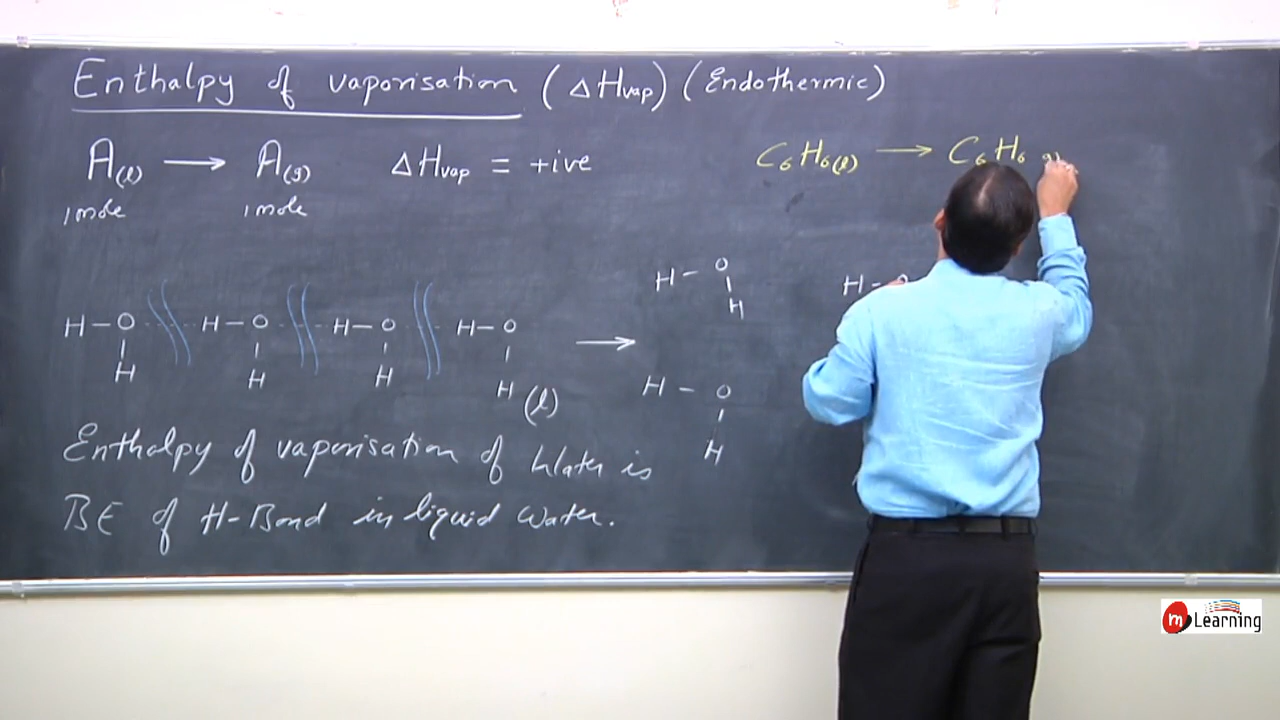 Enthalpy of vaporisation (ΔHvap) (Endothermic)
A(l) → A(g) ΔHvap = +ive
1 mole 1 mole
C6H6(l) → C6H6 g)
H–O H–O H–O H–O → H–O H–O
H H H H (l) H
H–O
H
Enthalpy of vaporisation of Water is
BE of H-Bond in liquid Water.
m Learning